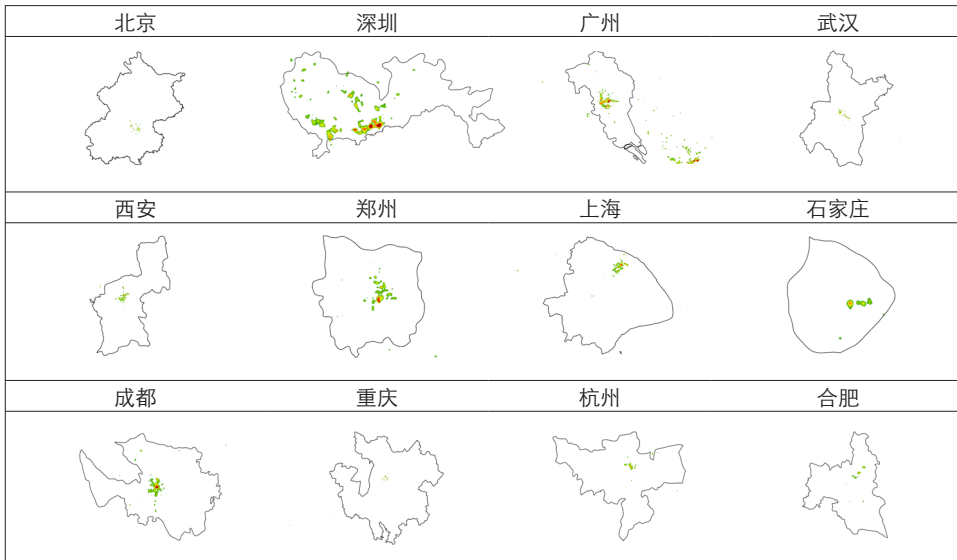 北京 深圳 广州 武汉
西安 郑州 上海 石家庄
成都 重庆 杭州 合肥